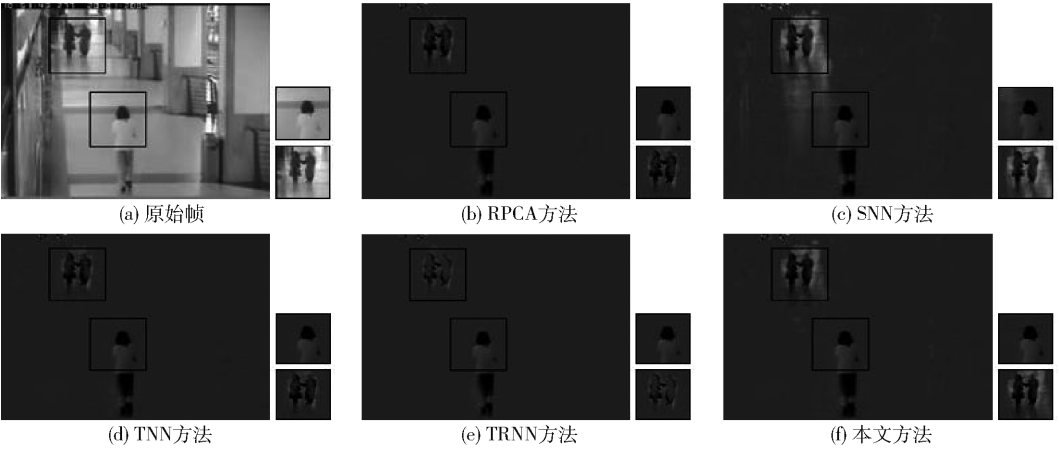 (a) 原始帧
(b) RPCA方法
(c) SNN方法
(d) TNN方法
(e) TRNN方法
(f) 本文方法